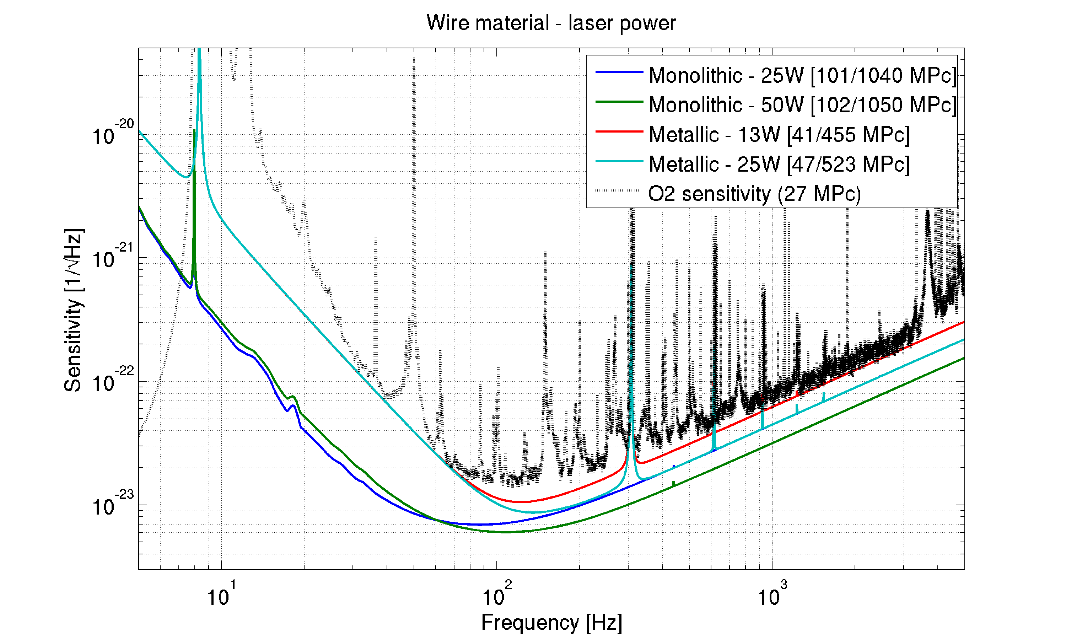 Wire material - laser power
Monolithic - 25W [101/1040 MPc]
Monolithic - 50W [102/1050 MPc]
Metallic - 13W [41/455 MPc]
Metallic - 25W [47/523 MPc]
O2 sensitivity (27 MPc)
Sensitivity [1/√Hz]
10^-20
10^-21
10^-22
10^-23
10^1 10^2 10^3
Frequency [Hz]